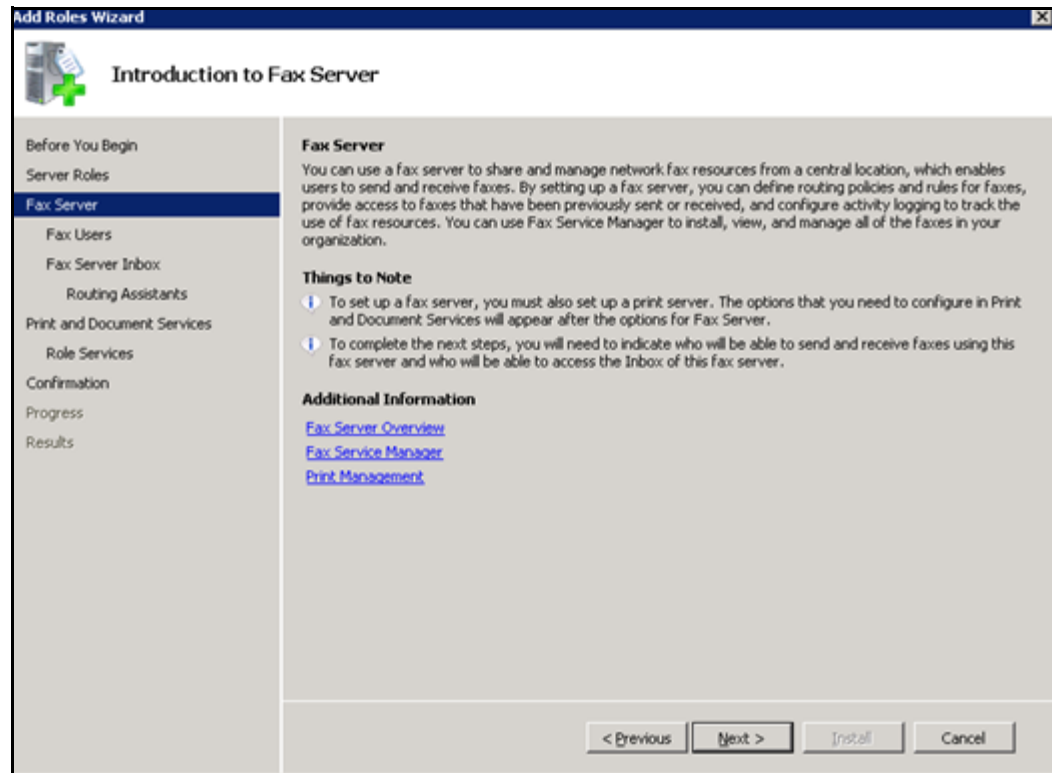 Add Roles Wizard
Introduction to Fax Server
Before You Begin
Server Roles
Fax Server
Fax Users
Fax Server Inbox
Routing Assistants
Print and Document Services
Role Services
Confirmation
Progress
Results
Fax Server
You can use a fax server to share and manage network fax resources from a central location, which enables
users to send and receive faxes. By setting up a fax server, you can define routing policies and rules for faxes,
provide access to faxes that have been previously sent or received, and configure activity logging to track the
use of fax resources. You can use Fax Service Manager to install, view, and manage all of the faxes in your
organization.
Things to Note
To set up a fax server, you must also set up a print server. The options that you need to configure in Print
and Document Services will appear after the options for Fax Server.
To complete the next steps, you will need to indicate who will be able to send and receive faxes using this
fax server and who will be able to access the Inbox of this fax server.
Additional Information
Fax Server Overview
Fax Service Manager
Print Management
< Previous Next > Install Cancel